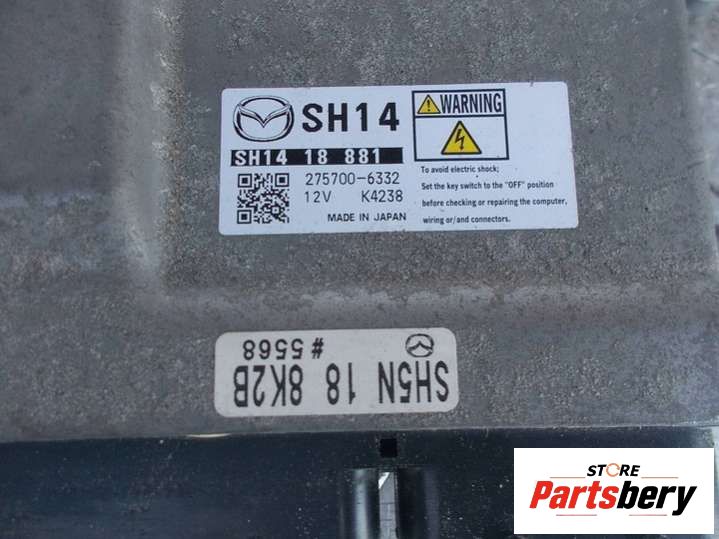 SH14
SH14 18 881
275700-6332
12V K4238
MADE IN JAPAN
WARNING
To avoid electric shock;
Set the key switch to the "OFF" position
before checking or repairing the computer,
wiring or/and connectors.
SH5N 18 8K2B
#5568
STORE
Partsbery